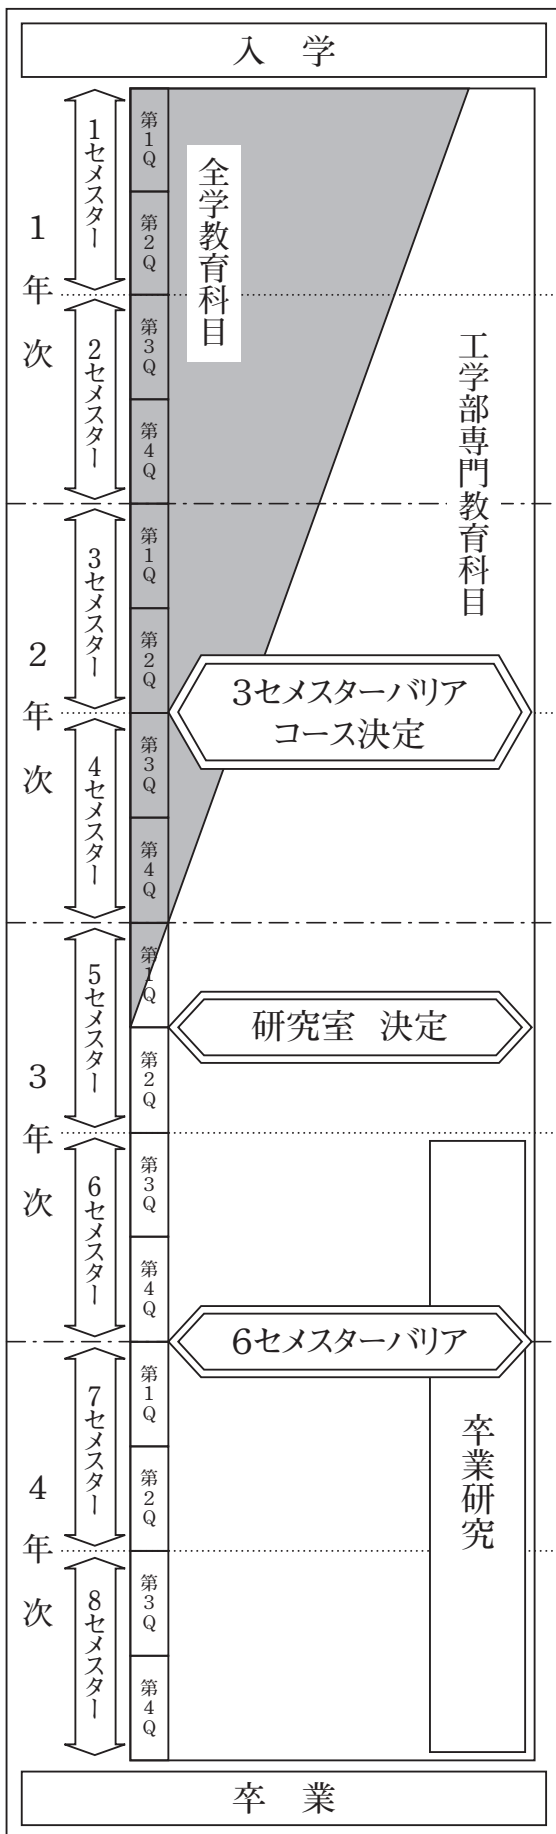 入 学
1年次
1セメスター
第1Q
第2Q
全学教育科目
2セメスター
第3Q
第4Q
工学部専門教育科目
2年次
3セメスター
第1Q
第2Q
3セメスターバリア
コース決定
4セメスター
第3Q
第4Q
3年次
5セメスター
第1Q
研究室 決定
第2Q
6セメスター
第3Q
第4Q
6セメスターバリア
4年次
7セメスター
第1Q
第2Q
卒業研究
8セメスター
第3Q
第4Q
卒 業